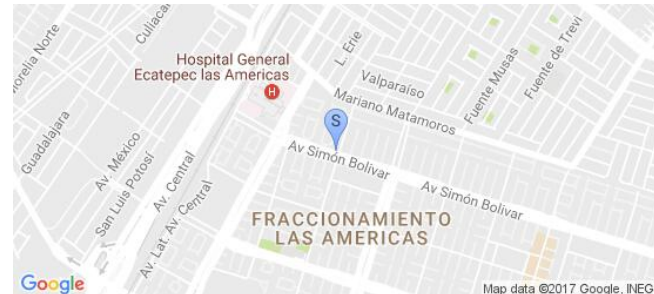 Morelia Norte
Culiacán
Hospital General
Ecatepec las Americas
H
L. Erie
Valparaíso
Mariano Matamoros
Fuente Musas
Fuente de Trevi
Guadalajara
Av. México
San Luis Potosí
Av. Central
Av. Lat. Av. Central
S
Av Simón Bolívar
Av Simón Bolívar
FRACCIONAMIENTO
LAS AMERICAS
Google
Map data ©2017 Google, INEG